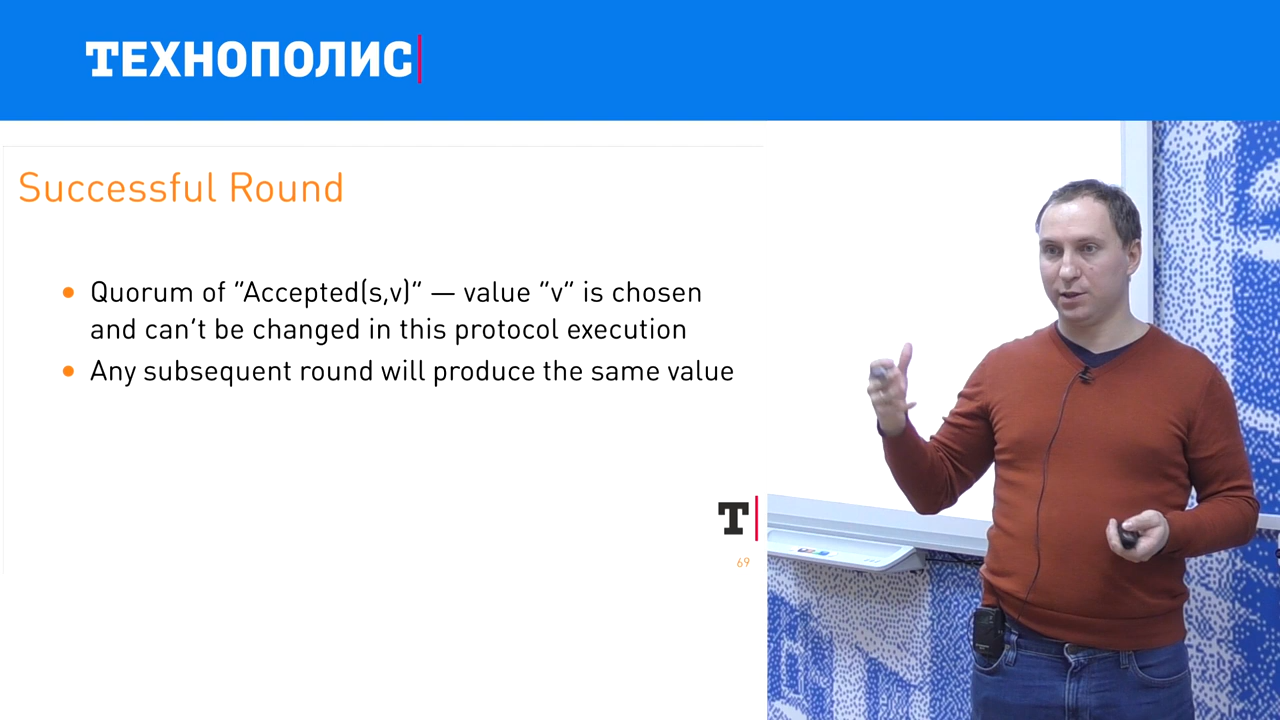 ТЕХНОПОЛИС
Successful Round
Quorum of ”Accepted(s,v)” — value ”v” is chosen
and can't be changed in this protocol execution
Any subsequent round will produce the same value
Т
69